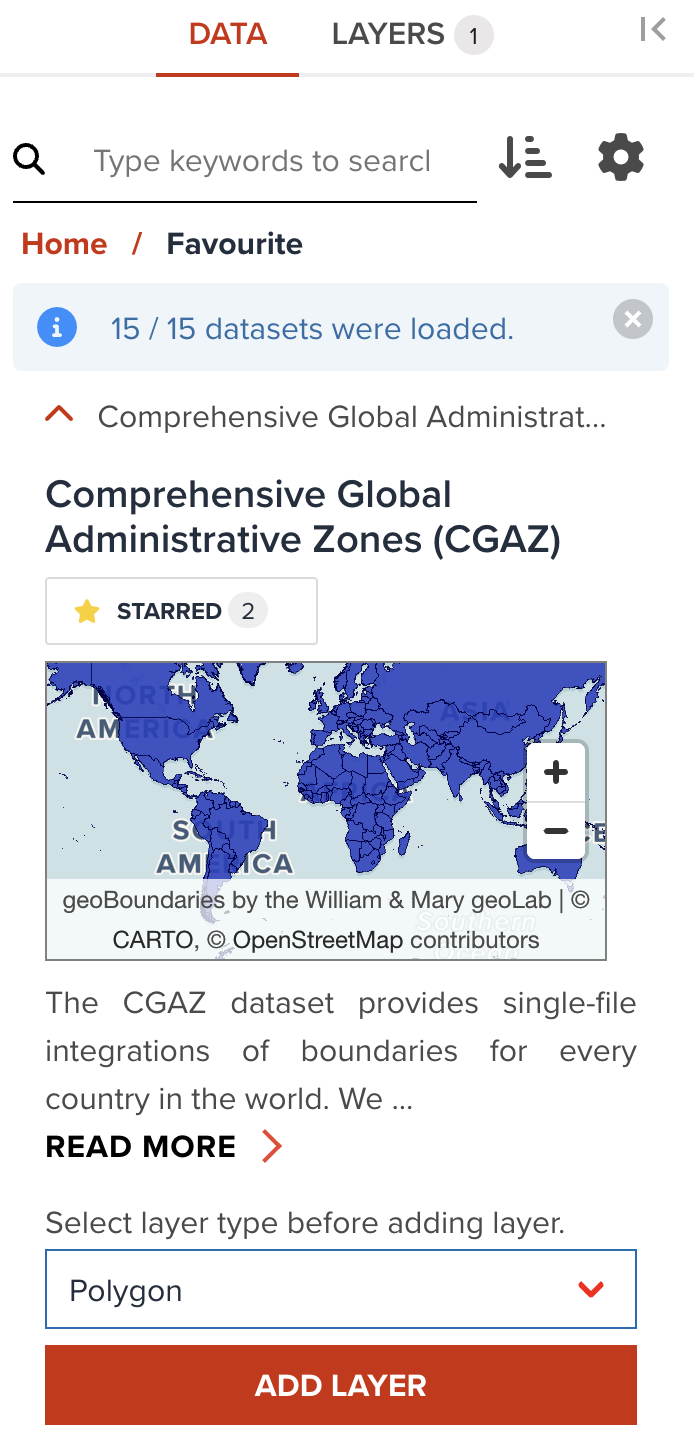 DATA LAYERS 1
Type keywords to searcl
Home / Favourite
15 / 15 datasets were loaded.
Comprehensive Global Administrat...
Comprehensive Global
Administrative Zones (CGAZ)
STARRED 2
NORTH
AMERICA
ASIA
AFRICA
SOUTH
AMERICA
geoBoundaries by the William & Mary geoLab | ©
CARTO, © OpenStreetMap contributors
Southern
Ocean
The CGAZ dataset provides single-file
integrations of boundaries for every
country in the world. We ...
READ MORE
Select layer type before adding layer.
Polygon
ADD LAYER